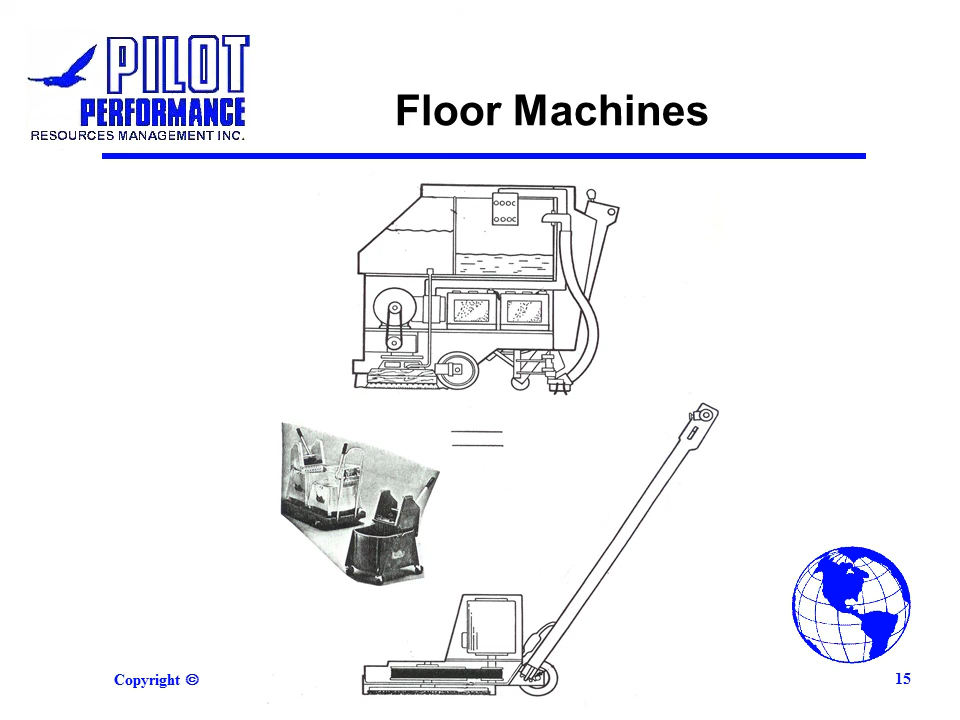 PILOT
PERFORMANCE
RESOURCES MANAGEMENT INC.
Floor Machines
Copyright ©
15